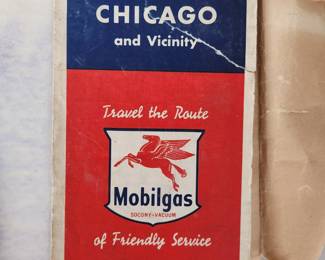 CHICAGO
and Vicinity
Travel the Route
Mobilgas
SOCONY-VACUUM
of Friendly Service